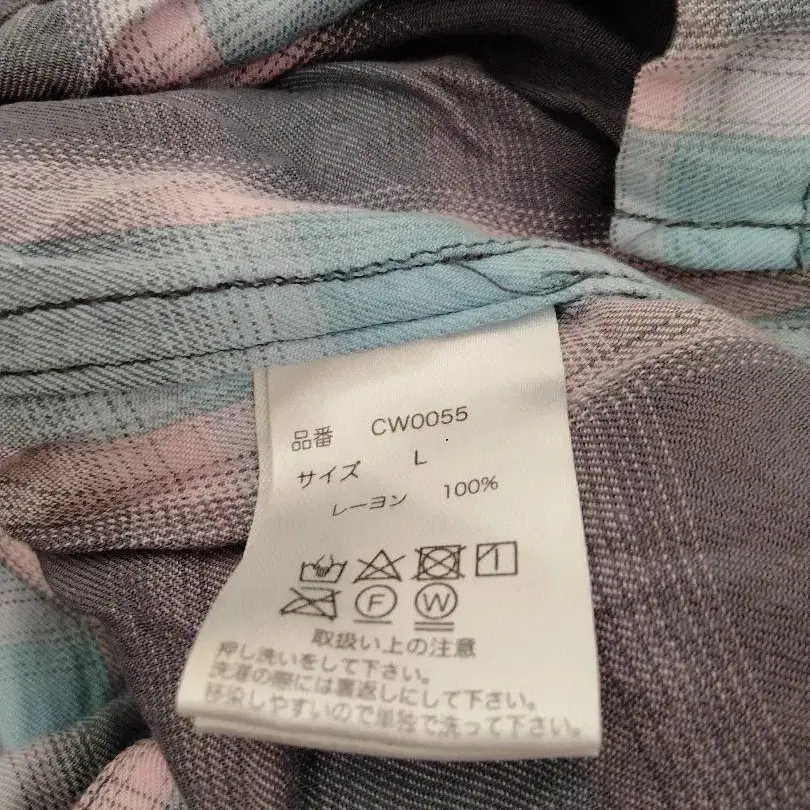 品番 CW0055
サイズ L
レーヨン 100%
F W
取扱い上の注意
押し洗いをして下さい。
洗濯の際には裏返しにして下さい。
移染しやすいので単独で洗って下さい。